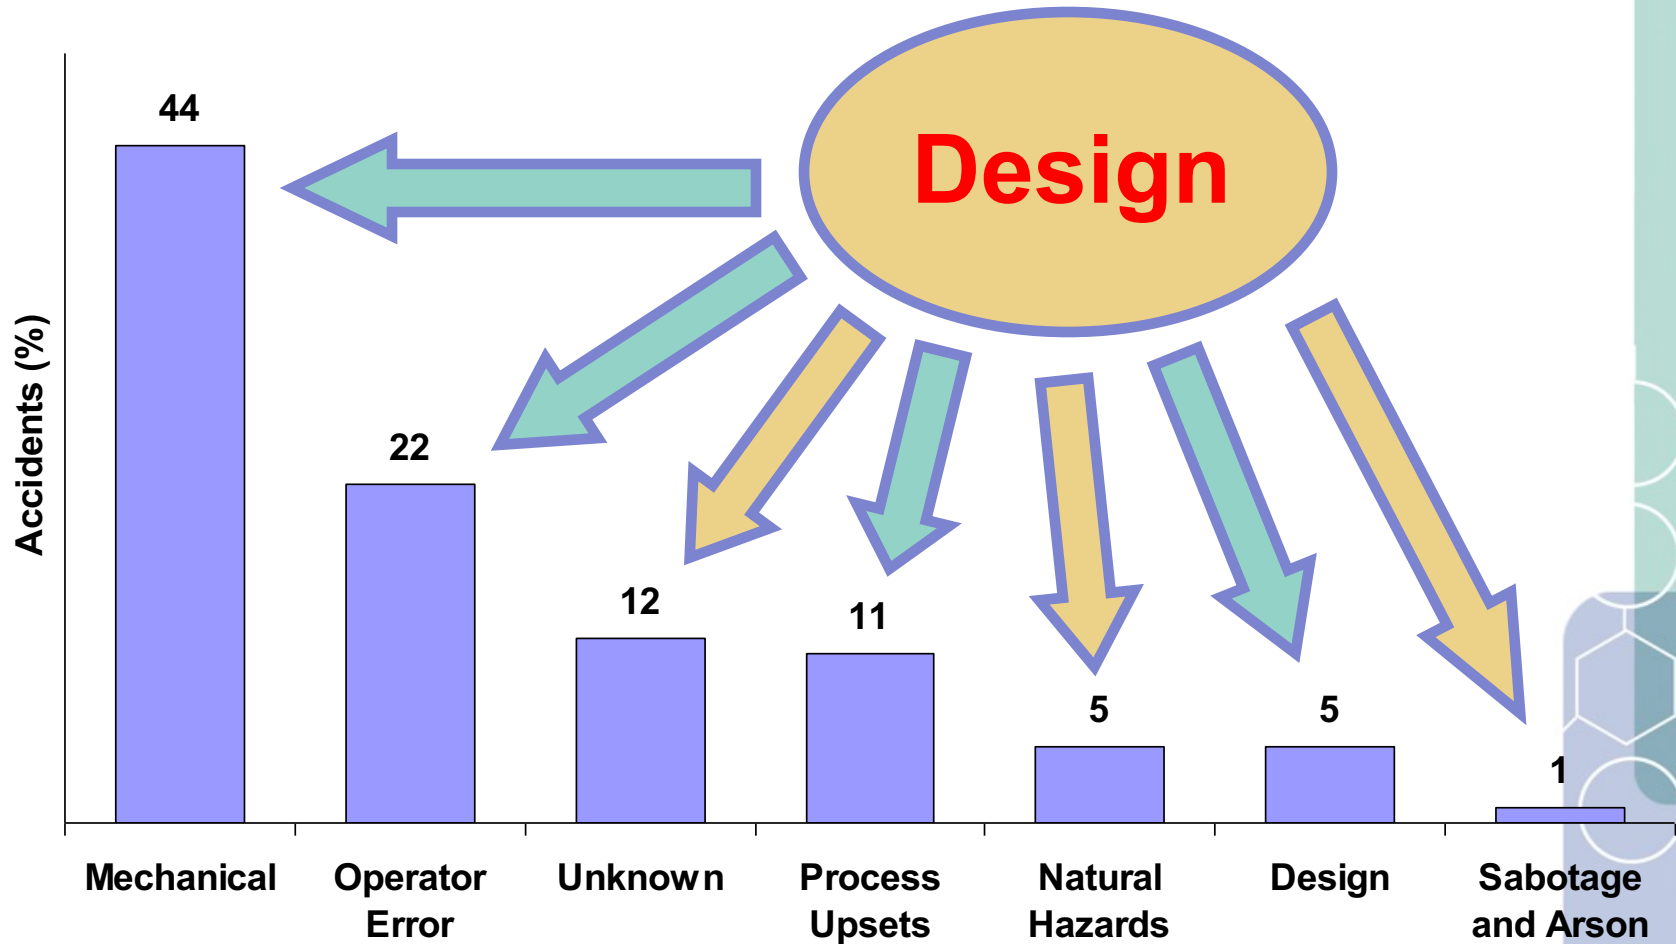 Design
44
22
12
11
5
5
1
Accidents (%)
Mechanical
Operator
Error
Unknown
Process
Upsets
Natural
Hazards
Design
Sabotage
and Arson